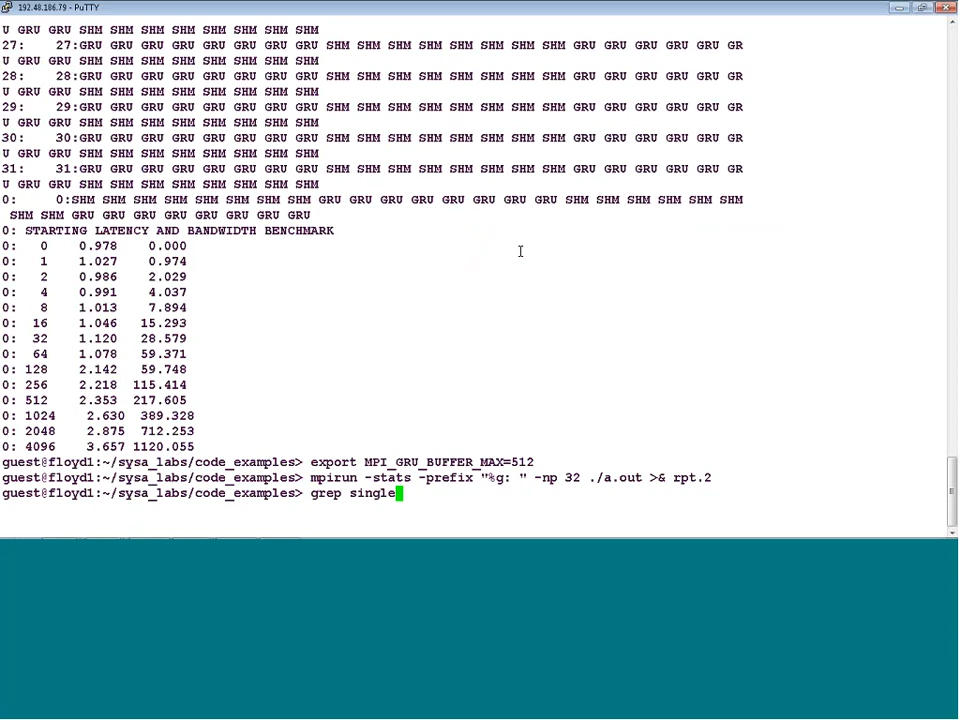 192.48.186.79 - PuTTY
U GRU GRU SHM SHM SHM SHM SHM SHM SHM SHM
27:    27:GRU GRU GRU GRU GRU GRU GRU GRU SHM SHM SHM SHM SHM SHM SHM SHM GRU GRU GRU GRU GRU GR
U GRU GRU SHM SHM SHM SHM SHM SHM SHM SHM
28:    28:GRU GRU GRU GRU GRU GRU GRU GRU SHM SHM SHM SHM SHM SHM SHM SHM GRU GRU GRU GRU GRU GR
U GRU GRU SHM SHM SHM SHM SHM SHM SHM SHM
29:    29:GRU GRU GRU GRU GRU GRU GRU GRU SHM SHM SHM SHM SHM SHM SHM SHM GRU GRU GRU GRU GRU GR
U GRU GRU SHM SHM SHM SHM SHM SHM SHM SHM
30:    30:GRU GRU GRU GRU GRU GRU GRU GRU SHM SHM SHM SHM SHM SHM SHM SHM GRU GRU GRU GRU GRU GR
U GRU GRU SHM SHM SHM SHM SHM SHM SHM SHM
31:    31:GRU GRU GRU GRU GRU GRU GRU GRU SHM SHM SHM SHM SHM SHM SHM SHM GRU GRU GRU GRU GRU GR
U GRU GRU SHM SHM SHM SHM SHM SHM SHM SHM
0:     0:SHM SHM SHM SHM SHM SHM SHM SHM GRU GRU GRU GRU GRU GRU GRU GRU SHM SHM SHM SHM SHM SHM
 SHM SHM GRU GRU GRU GRU GRU GRU GRU GRU
0: STARTING LATENCY AND BANDWIDTH BENCHMARK
0:   0    0.978    0.000
0:   1    1.027    0.974
0:   2    0.986    2.029
0:   4    0.991    4.037
0:   8    1.013    7.894
0:  16    1.046   15.293
0:  32    1.120   28.579
0:  64    1.078   59.371
0: 128    2.142   59.748
0: 256    2.218  115.414
0: 512    2.353  217.605
0: 1024    2.630  389.328
0: 2048    2.875  712.253
0: 4096    3.657 1120.055
guest@floyd1:~/sysa_labs/code_examples> export MPI_GRU_BUFFER_MAX=512
guest@floyd1:~/sysa_labs/code_examples> mpirun -stats -prefix "%g: " -np 32 ./a.out >& rpt.2
guest@floyd1:~/sysa_labs/code_examples> grep single